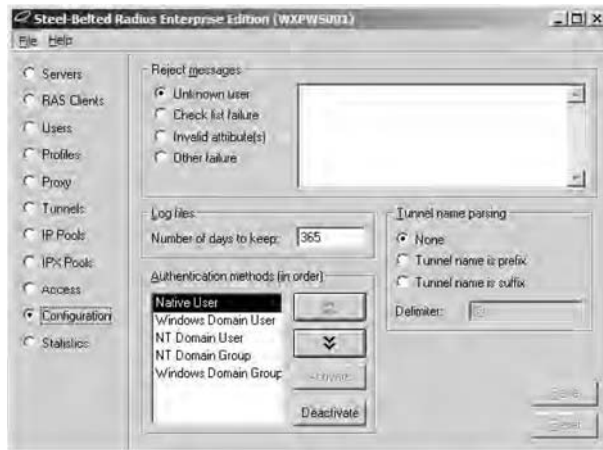 Steel-Belted Radius Enterprise Edition (WXPWS001)
File Help
Servers
RAS Clients
Users
Profiles
Proxy
Tunnels
IP Pools
IPX Pools
Access
Configuration
Statistics
Reject messages
Unknown user
Check list failure
Invalid attribute(s)
Other failure
Log files
Number of days to keep: 365
Tunnel name parsing
None
Tunnel name is prefix
Tunnel name is suffix
Delimiter:
Authentication methods (in order)
Native User
Windows Domain User
NT Domain User
NT Domain Group
Windows Domain Group
Activate
Deactivate
Save
Reset